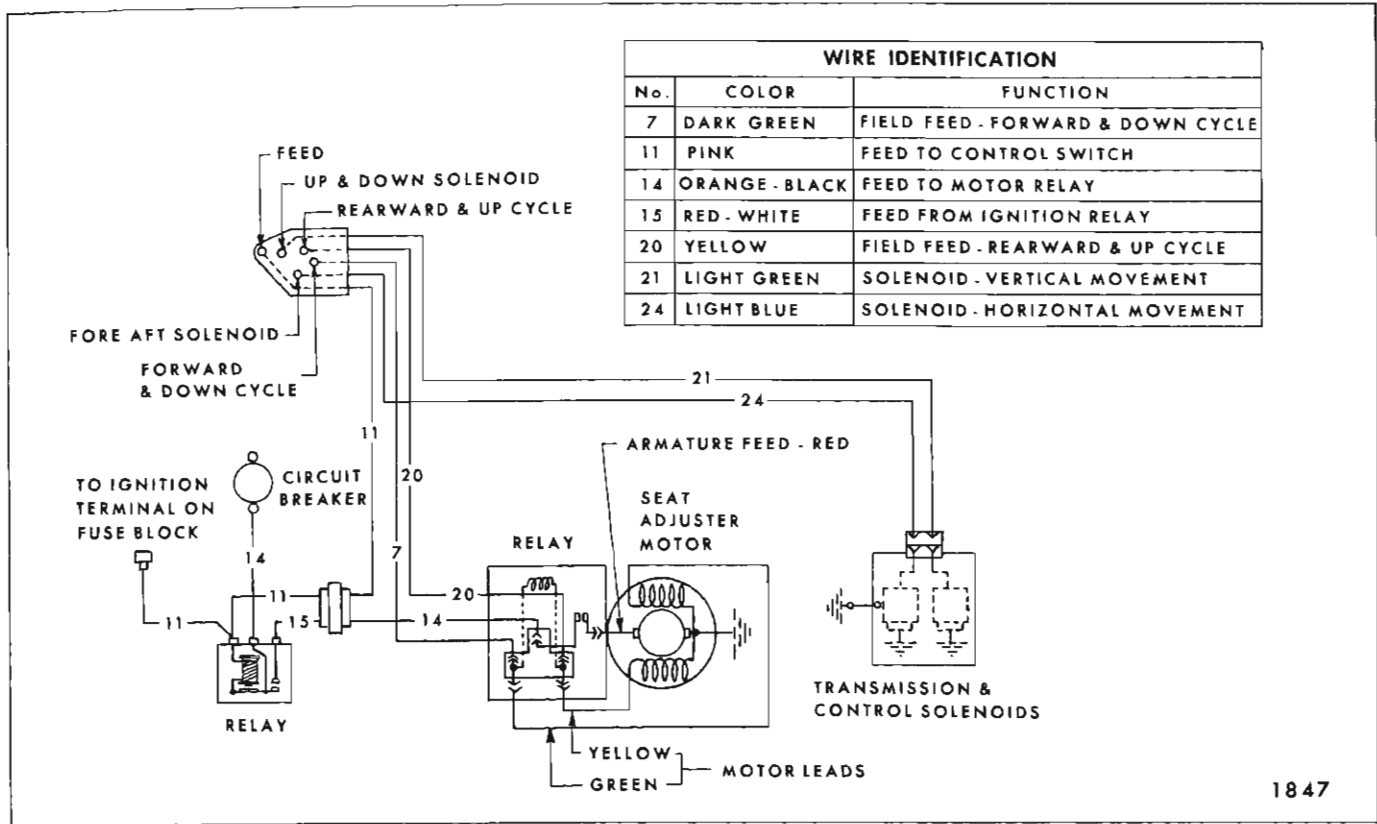 WIRE IDENTIFICATION
No. COLOR FUNCTION
7 DARK GREEN FIELD FEED - FORWARD & DOWN CYCLE
11 PINK FEED TO CONTROL SWITCH
14 ORANGE - BLACK FEED TO MOTOR RELAY
15 RED - WHITE FEED FROM IGNITION RELAY
20 YELLOW FIELD FEED - REARWARD & UP CYCLE
21 LIGHT GREEN SOLENOID - VERTICAL MOVEMENT
24 LIGHT BLUE SOLENOID - HORIZONTAL MOVEMENT
FEED
UP & DOWN SOLENOID
REARWARD & UP CYCLE
FORE AFT SOLENOID
FORWARD
& DOWN CYCLE
21
24
11
20
7
TO IGNITION
TERMINAL ON
FUSE BLOCK
CIRCUIT
BREAKER
14
11
11
15
14
20
RELAY
RELAY
ARMATURE FEED - RED
SEAT
ADJUSTER
MOTOR
TRANSMISSION &
CONTROL SOLENOIDS
YELLOW
GREEN
MOTOR LEADS
1847